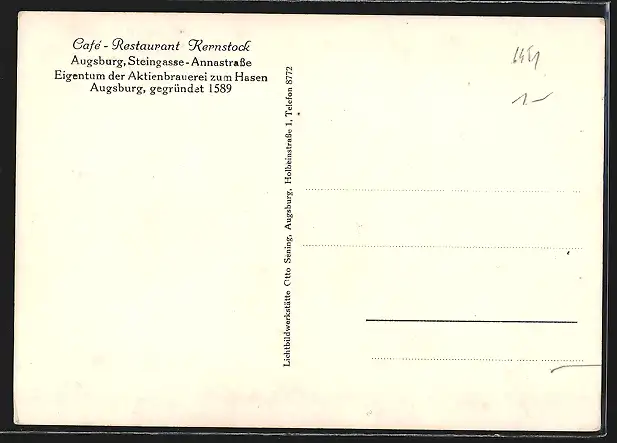 Café - Restaurant Kernstock
Augsburg, Steingasse-Annastraße
Eigentum der Aktienbrauerei zum Hasen
Augsburg, gegründet 1589
Lichtbildwerkstätte Otto Sening, Augsburg, Holbeinstraße 1, Telefon 8772